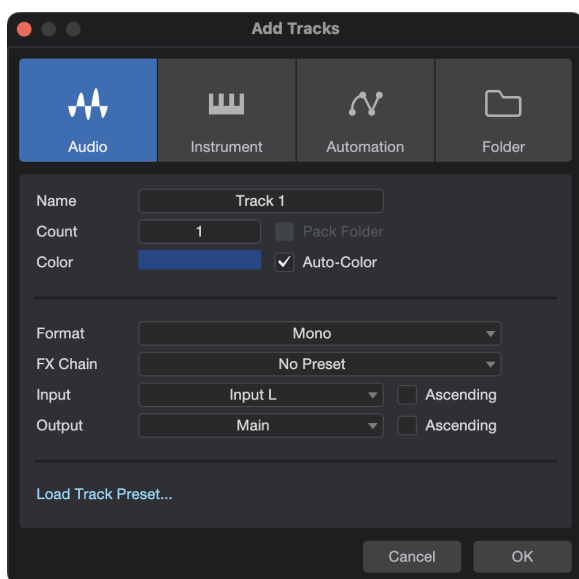 Add Tracks
Audio Instrument Automation Folder
Name Track 1
Count 1 Pack Folder
Color Auto-Color
Format Mono
FX Chain No Preset
Input Input L Ascending
Output Main Ascending
Load Track Preset...
Cancel OK